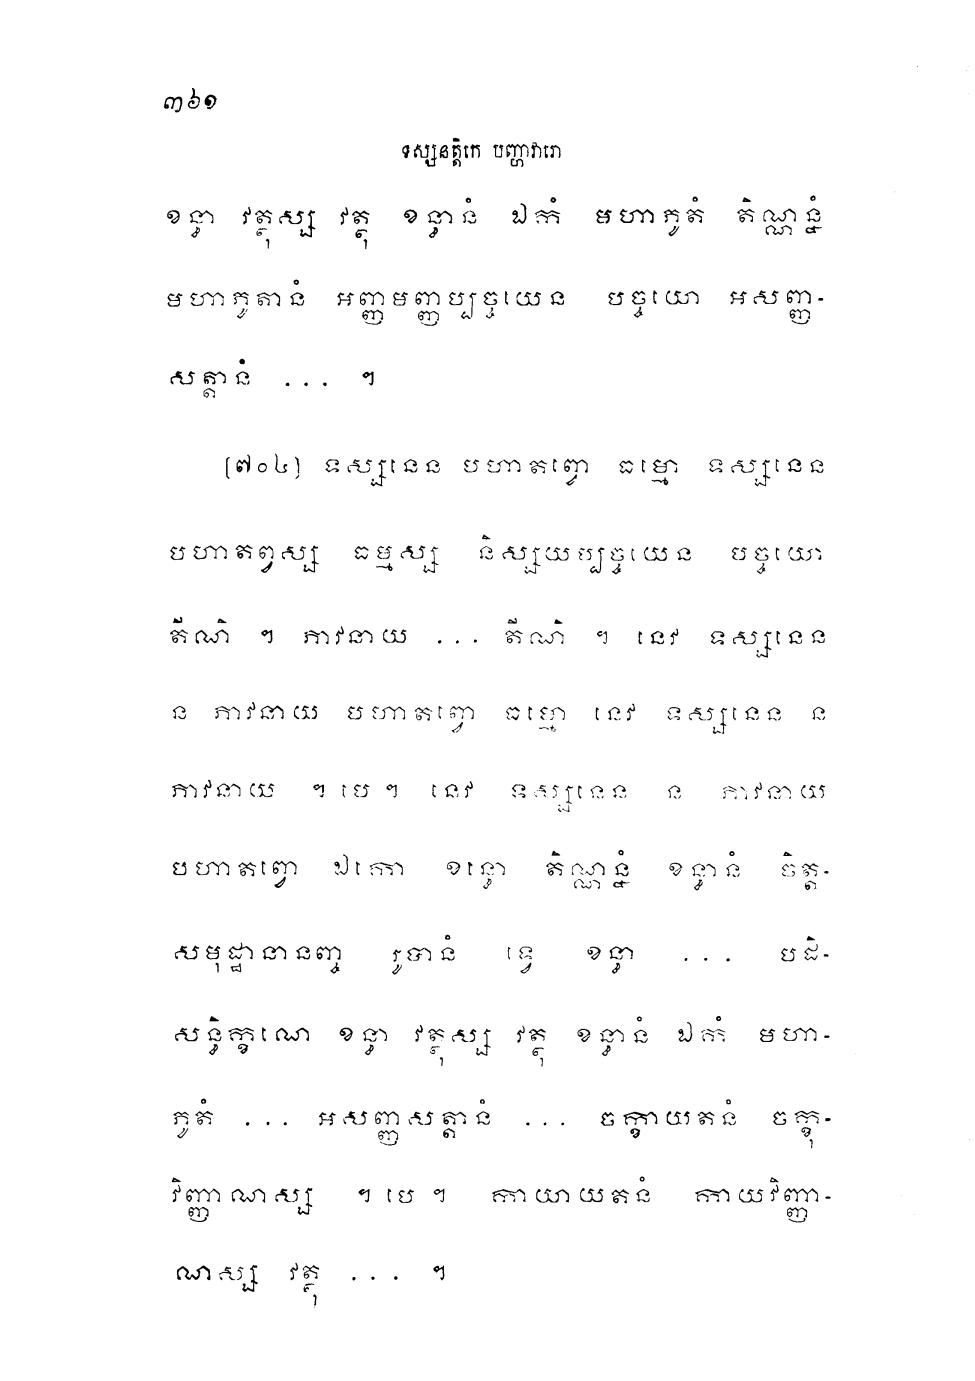 ៣៦១
ទស្សនត្តិកេ បញ្ហាវារោ
ខន្ធា វត្ថុស្ស វត្ថុ ខន្ធានំ ឯកំ មហាភូតំ តិណ្ណន្នំ
មហាភូតានំ អញ្ញមញ្ញប្បច្ចយេន បច្ចយោ អសញ្ញ-
សត្តានំ ... ។
(៧០៤) ទស្សនេន បហាតព្វោ ធម្មោ ទស្សនេន
បហាតព្វស្ស ធម្មស្ស និស្សយប្បច្ចយេន បច្ចយោ
តីណិ ។ ភាវនាយ ... តីណិ ។ នេវ ទស្សនេន
ន ភាវនាយ បហាតព្វោ ធម្មោ នេវ ទស្សនេន ន
ភាវនាយ ។ បេ ។ នេវ ទស្សនេន ន ភាវនាយ
បហាតព្វោ ឯកោ ខន្ធោ តិណ្ណន្នំ ខន្ធានំ ចិត្ត-
សមុដ្ឋានានញ្ច រូបានំ ទ្វេ ខន្ធា ... បដិ-
សន្ធិក្ខណេ ខន្ធា វត្ថុស្ស វត្ថុ ខន្ធានំ ឯកំ មហា-
ភូតំ ... អសញ្ញសត្តានំ ... ចក្ខាយតនំ ចក្ខុ-
វិញ្ញាណស្ស ។ បេ ។ កាយាយតនំ កាយវិញ្ញា-
ណស្ស វត្ថុ ... ។